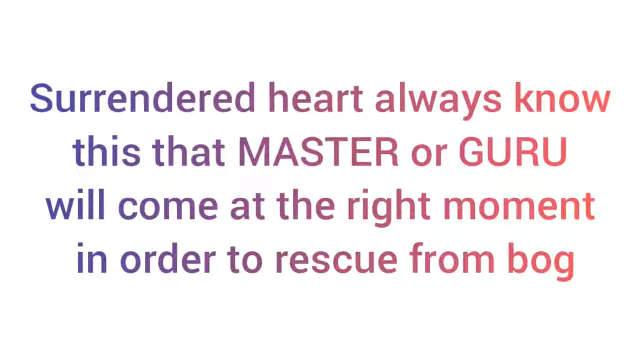 Surrendered heart always know
this that MASTER or GURU
will come at the right moment
in order to rescue from bog